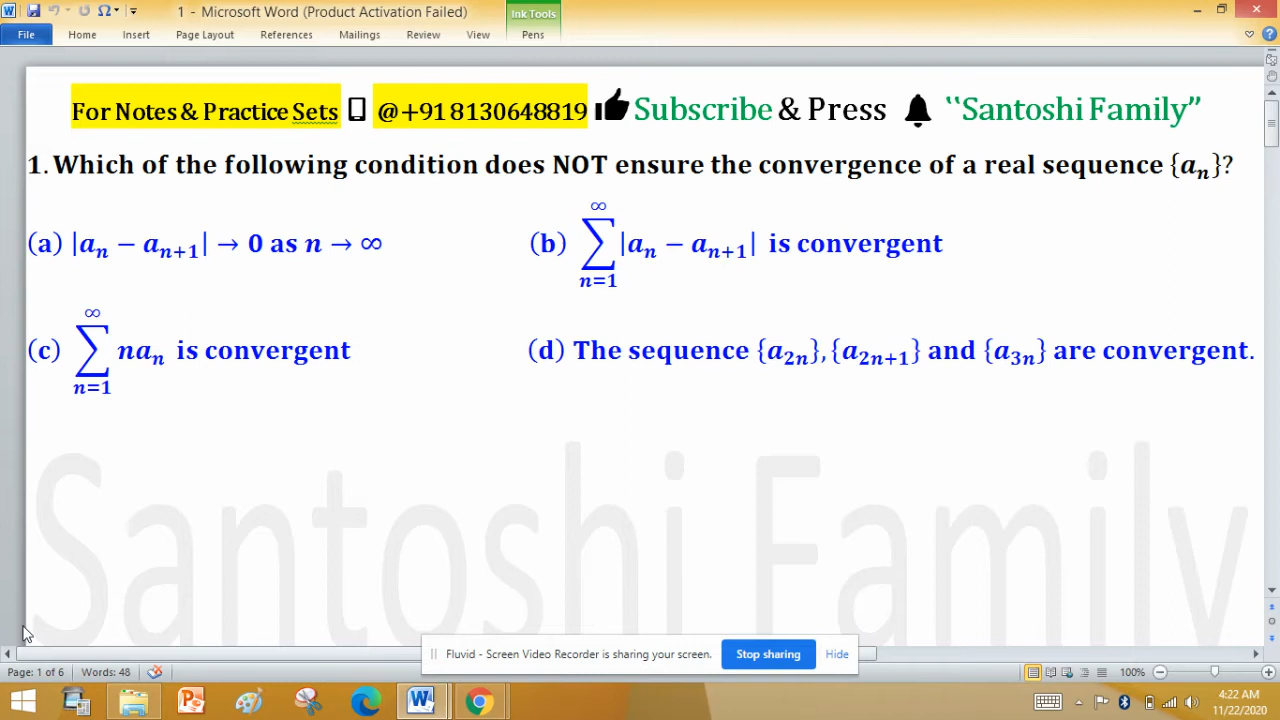 1 - Microsoft Word (Product Activation Failed)
Ink Tools
File Home Insert Page Layout References Mailings Review View Pens
For Notes & Practice Sets @+91 8130648819 Subscribe & Press ‟Santoshi Family”
1. Which of the following condition does NOT ensure the convergence of a real sequence {aₙ}?
(a) |aₙ − aₙ₊₁| → 0 as n → ∞ (b) ∑_{n=1}^{∞} |aₙ − aₙ₊₁| is convergent
(c) ∑_{n=1}^{∞} naₙ is convergent (d) The sequence {a₂ₙ}, {a₂ₙ₊₁} and {a₃ₙ} are convergent.
Santoshi Family
Fluvid - Screen Video Recorder is sharing your screen. Stop sharing Hide
Page: 1 of 6 Words: 48 100%
4:22 AM
11/22/2020